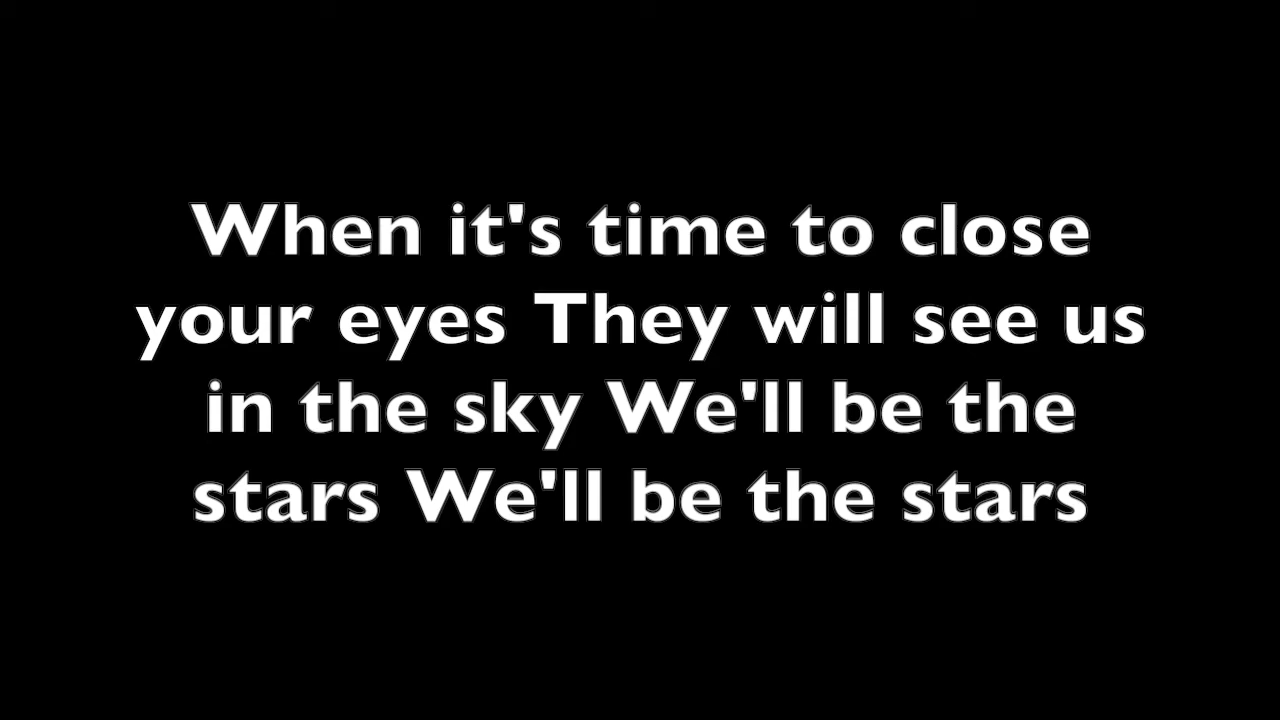 When it's time to close
your eyes They will see us
in the sky We'll be the
stars We'll be the stars